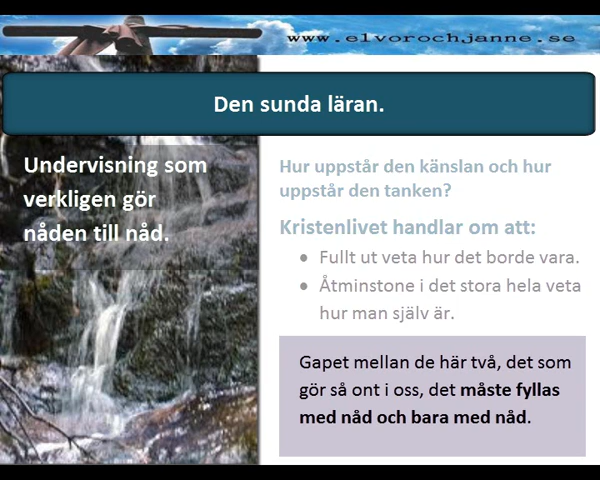 www.elvorochjanne.se
Den sunda läran.
Undervisning som
verkligen gör
nåden till nåd.
Hur uppstår den känslan och hur
uppstår den tanken?
Kristenlivet handlar om att:
• Fullt ut veta hur det borde vara.
• Åtminstone i det stora hela veta
hur man själv är.
Gapet mellan de här två, det som
gör så ont i oss, det måste fyllas
med nåd och bara med nåd.